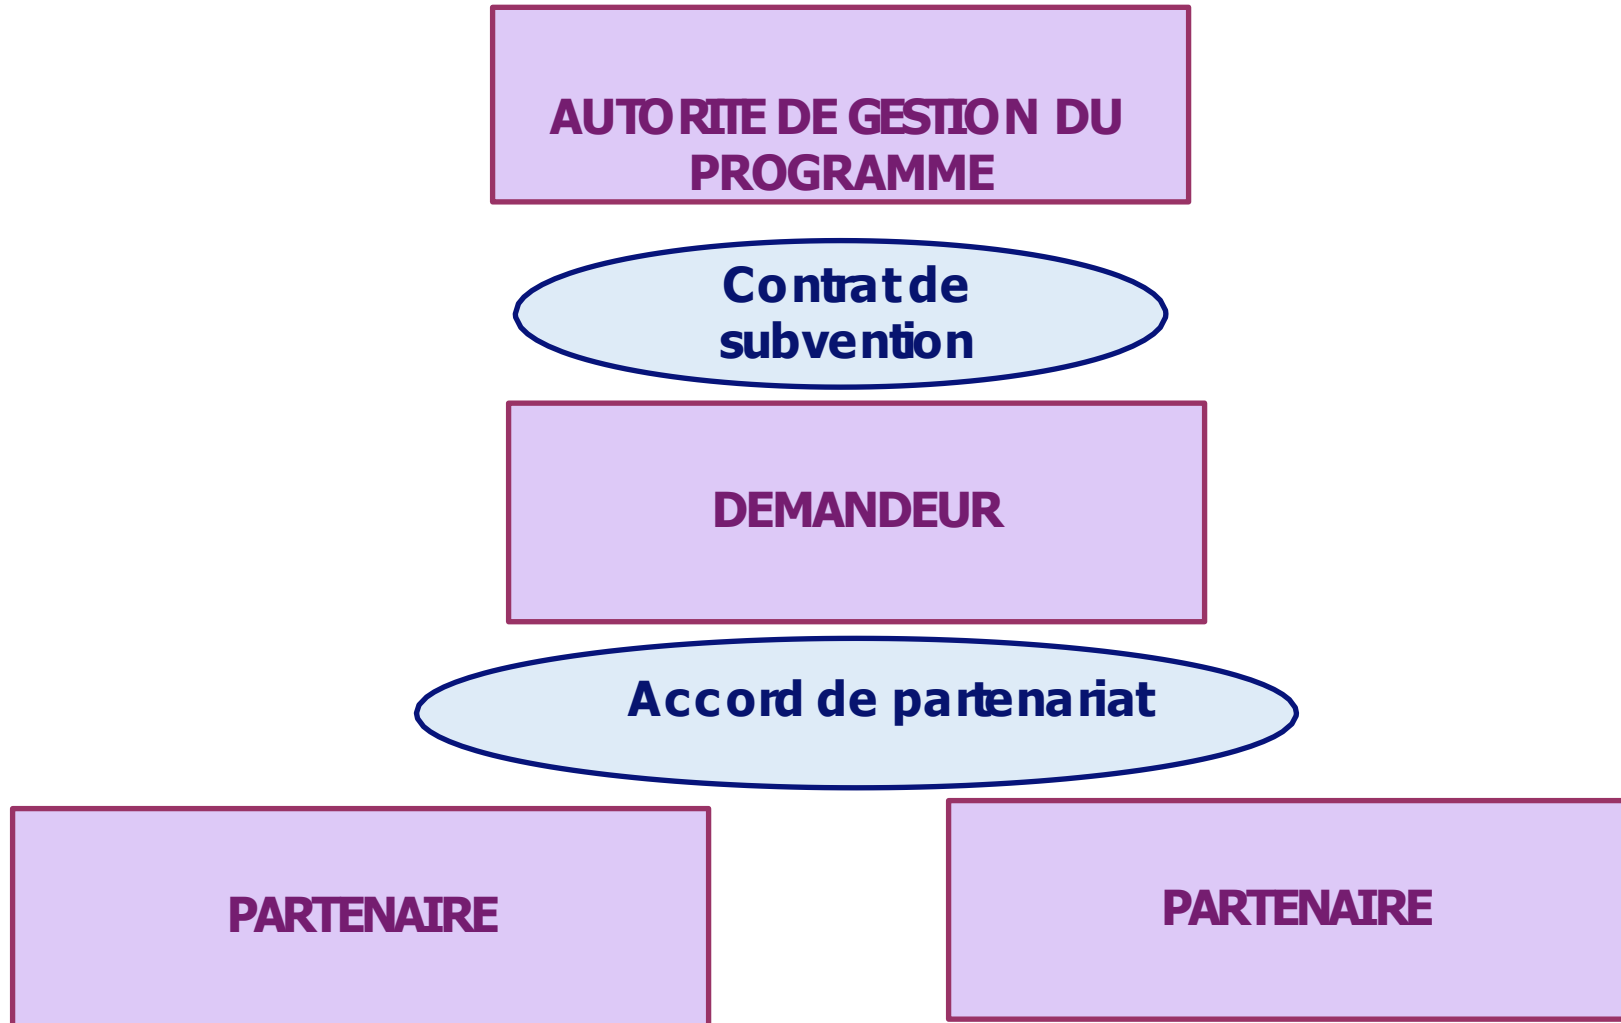 AUTORITE DE GESTION DU
PROGRAMME
Contrat de
subvention
DEMANDEUR
Accord de partenariat
PARTENAIRE
PARTENAIRE